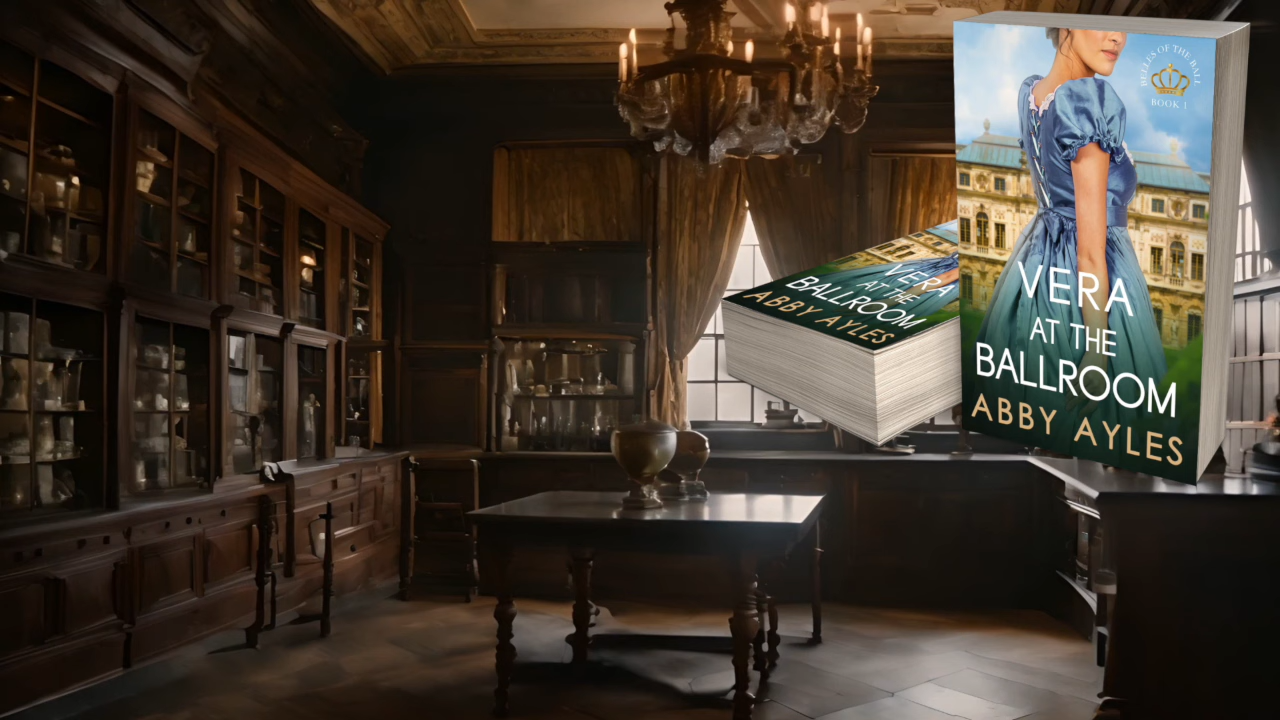 BELLES OF THE BALL
BOOK 1
VERA
AT THE
BALLROOM
ABBY AYLES
VERA
AT THE
BALLROOM
ABBY AYLES